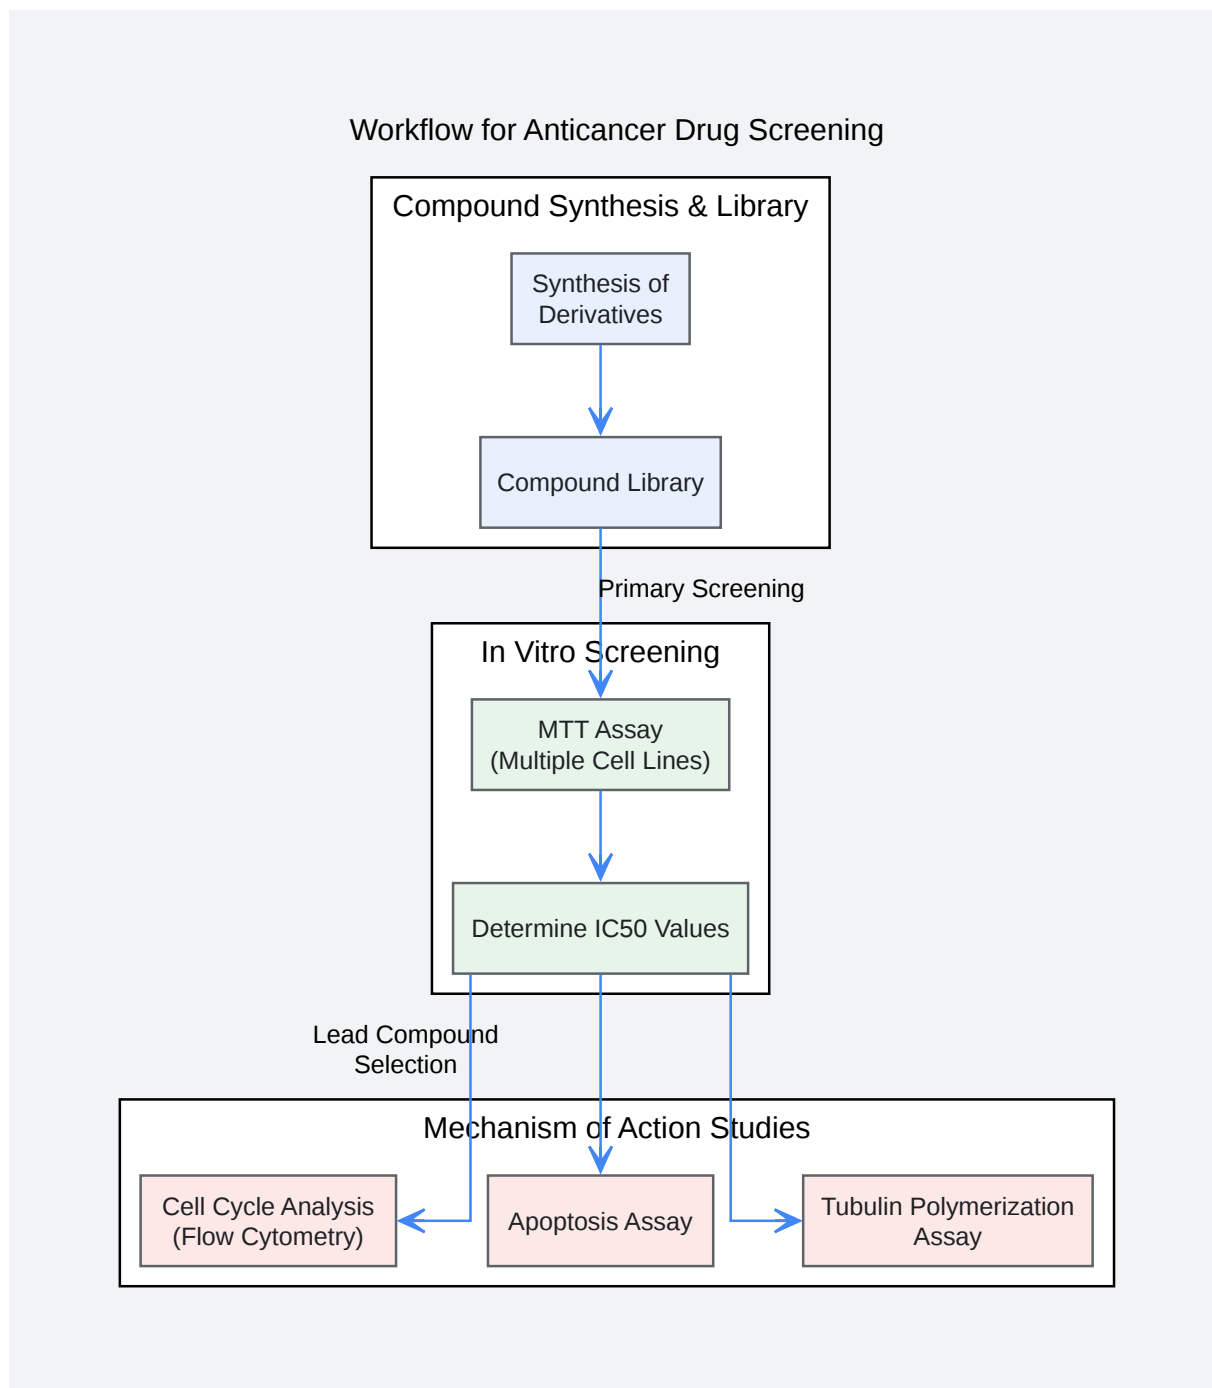 Workflow for Anticancer Drug Screening
Compound Synthesis & Library
Synthesis of
Derivatives
Compound Library
Primary Screening
In Vitro Screening
MTT Assay
(Multiple Cell Lines)
Determine IC50 Values
Lead Compound
Selection
Mechanism of Action Studies
Cell Cycle Analysis
(Flow Cytometry)
Apoptosis Assay
Tubulin Polymerization
Assay